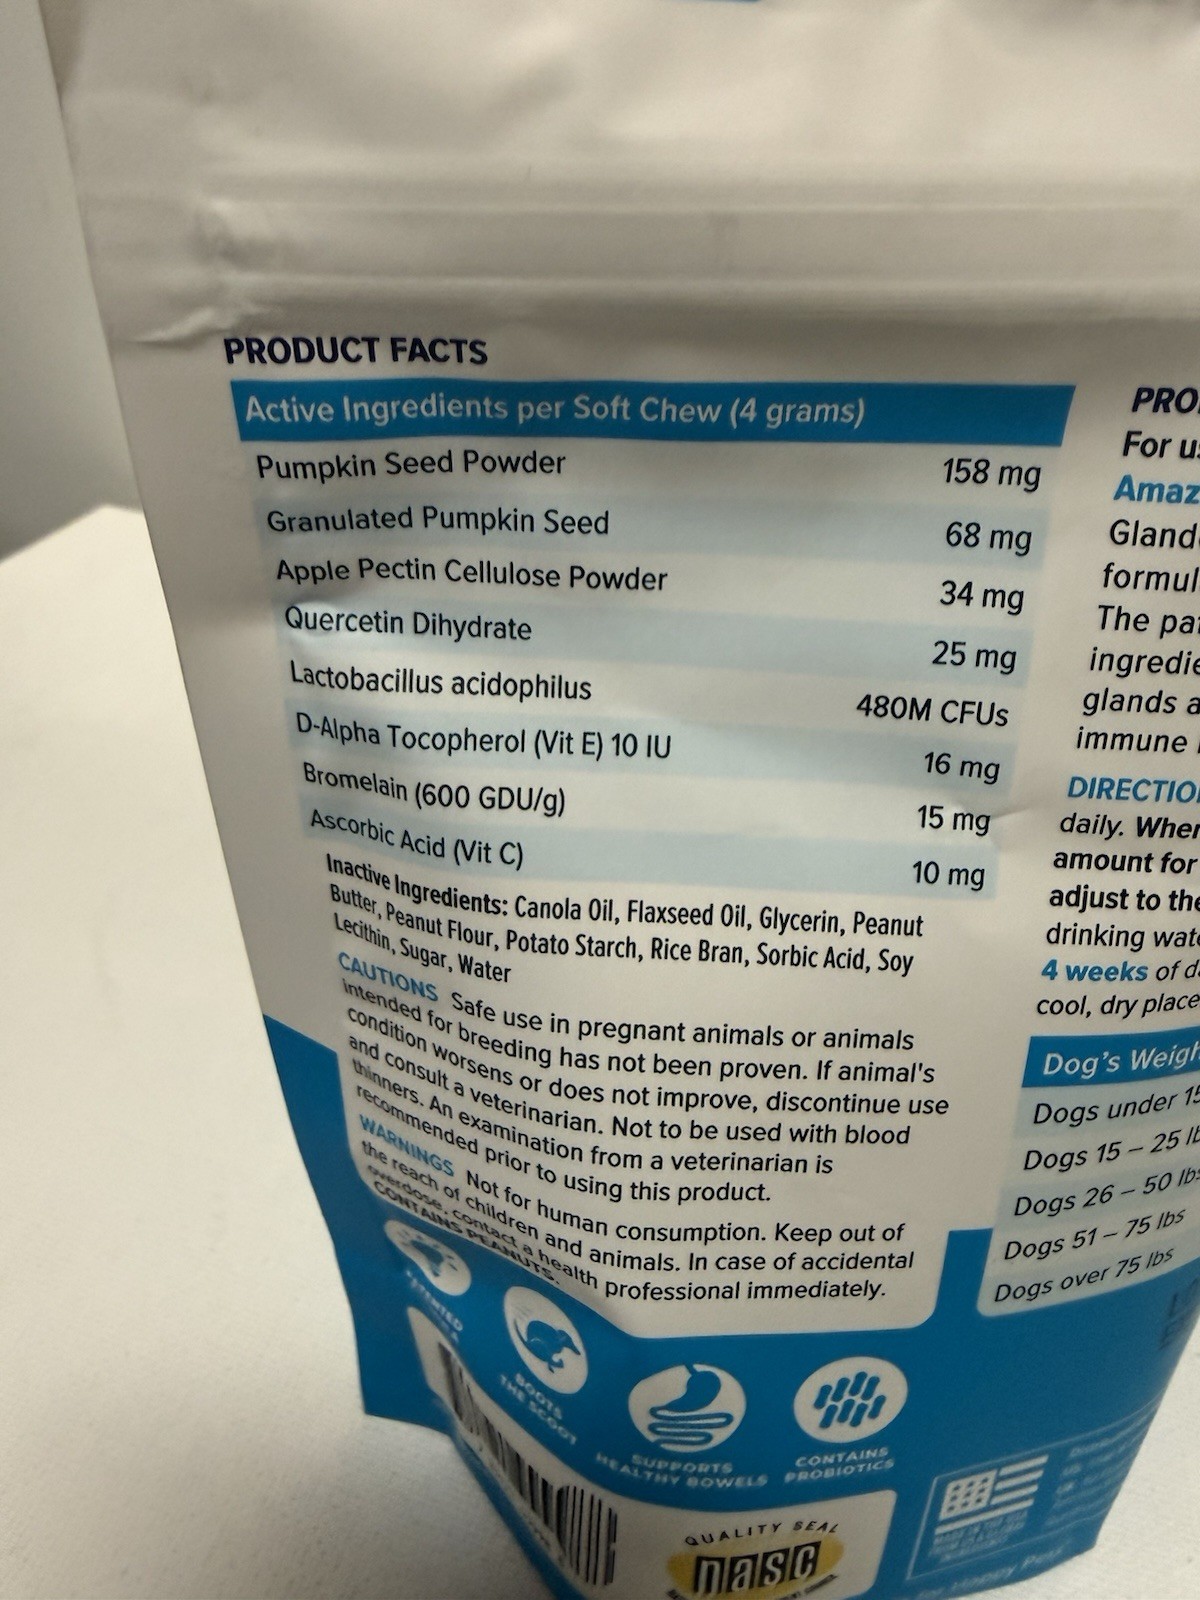 PRODUCT FACTS
Active Ingredients per Soft Chew (4 grams)
Pumpkin Seed Powder 158 mg
Granulated Pumpkin Seed 68 mg
Apple Pectin Cellulose Powder 34 mg
Quercetin Dihydrate 25 mg
Lactobacillus acidophilus 480M CFUs
D-Alpha Tocopherol (Vit E) 10 IU 16 mg
Bromelain (600 GDU/g) 15 mg
Ascorbic Acid (Vit C) 10 mg
Inactive Ingredients: Canola Oil, Flaxseed Oil, Glycerin, Peanut
Butter, Peanut Flour, Potato Starch, Rice Bran, Sorbic Acid, Soy
Lecithin, Sugar, Water
CAUTIONS Safe use in pregnant animals or animals
intended for breeding has not been proven. If animal's
condition worsens or does not improve, discontinue use
and consult a veterinarian. Not to be used with blood
thinners. An examination from a veterinarian is
recommended prior to using this product.
WARNINGS Not for human consumption. Keep out of
the reach of children and animals. In case of accidental
overdose, contact a health professional immediately.
CONTAINS PEANUTS.
BOOTS
THE SCOOT
SUPPORTS
HEALTHY BOWELS
CONTAINS
PROBIOTICS
QUALITY SEAL
nasc
PRO
For us
Amaz
Gland
formul
The pa
ingredie
glands a
immune
DIRECTIO
daily. When
amount for
adjust to the
drinking wate
4 weeks of d
cool, dry place
Dog's Weigh
Dogs under 15
Dogs 15 – 25 lb
Dogs 26 – 50 lbs
Dogs 51 – 75 lbs
Dogs over 75 lbs